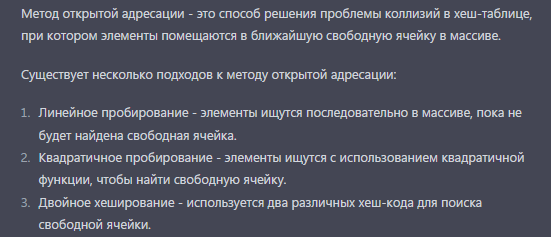 Метод открытой адресации - это способ решения проблемы коллизий в хеш-таблице,
при котором элементы помещаются в ближайшую свободную ячейку в массиве.
Существует несколько подходов к методу открытой адресации:
1. Линейное пробирование - элементы ищутся последовательно в массиве, пока не
будет найдена свободная ячейка.
2. Квадратичное пробирование - элементы ищутся с использованием квадратичной
функции, чтобы найти свободную ячейку.
3. Двойное хеширование - используется два различных хеш-кода для поиска
свободной ячейки.